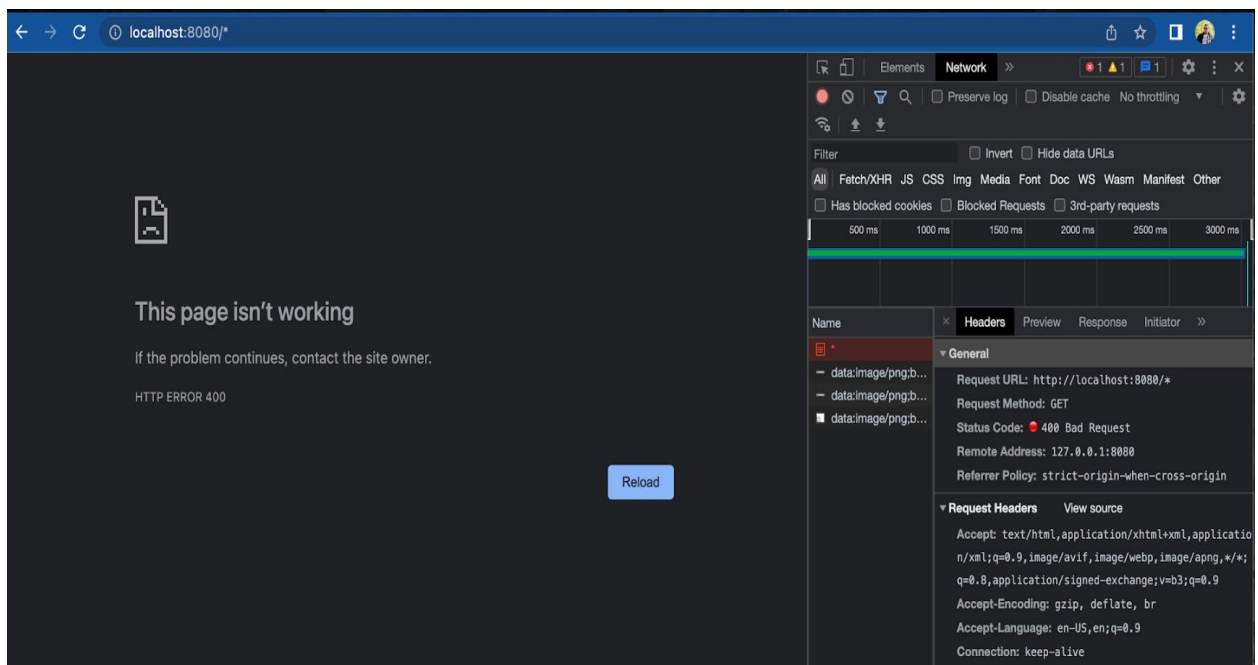 localhost:8080/*
This page isn't working
If the problem continues, contact the site owner.
HTTP ERROR 400
Reload
Elements Network » 1 1 1
Preserve log Disable cache No throttling
Filter Invert Hide data URLs
All Fetch/XHR JS CSS Img Media Font Doc WS Wasm Manifest Other
Has blocked cookies Blocked Requests 3rd-party requests
500 ms 1000 ms 1500 ms 2000 ms 2500 ms 3000 ms
Name × Headers Preview Response Initiator »
*
data:image/png;b...
data:image/png;b...
data:image/png;b...
General
Request URL: http://localhost:8080/*
Request Method: GET
Status Code: 400 Bad Request
Remote Address: 127.0.0.1:8080
Referrer Policy: strict-origin-when-cross-origin
Request Headers View source
Accept: text/html,application/xhtml+xml,applicatio
n/xml;q=0.9,image/avif,image/webp,image/apng,*/*;
q=0.8,application/signed-exchange;v=b3;q=0.9
Accept-Encoding: gzip, deflate, br
Accept-Language: en-US,en;q=0.9
Connection: keep-alive